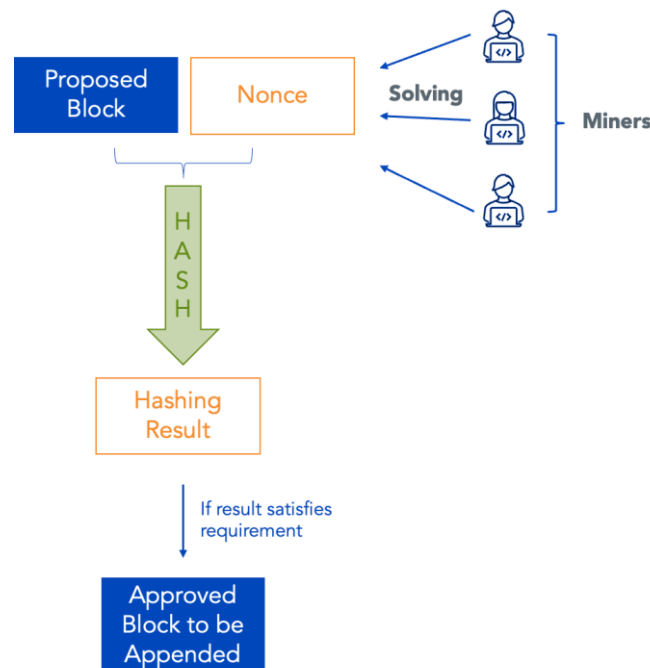 Proposed
Block
Nonce
Solving
</>
</>
</>
Miners
H
A
S
H
Hashing
Result
If result satisfies
requirement
Approved
Block to be
Appended